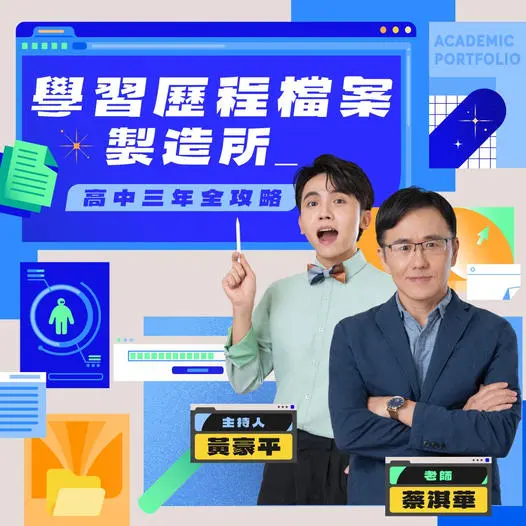 ACADEMIC
PORTFOLIO
學習歷程檔案
製造所_
高中三年全攻略
主持人
黃豪平
老師
蔡淇華